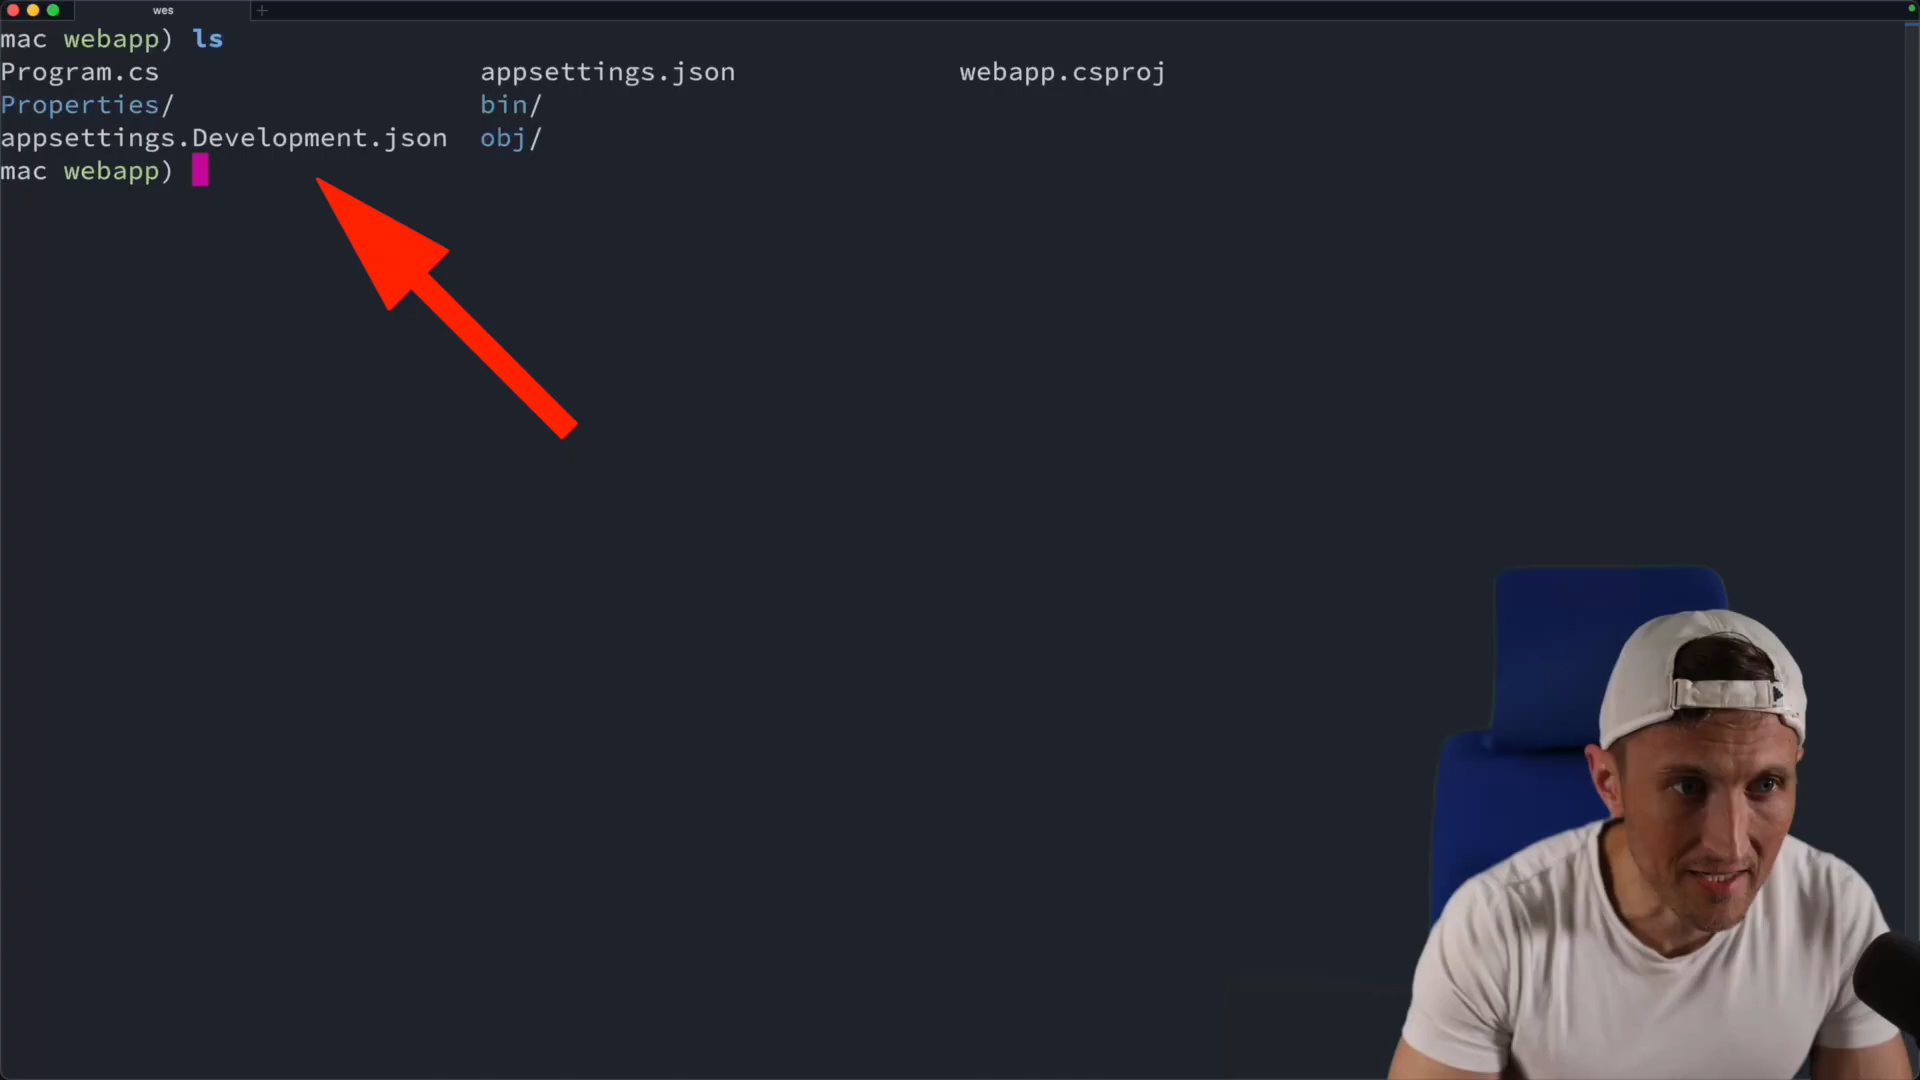 wes
mac webapp) ls
Program.cs appsettings.json webapp.csproj
Properties/ bin/
appsettings.Development.json obj/
mac webapp)